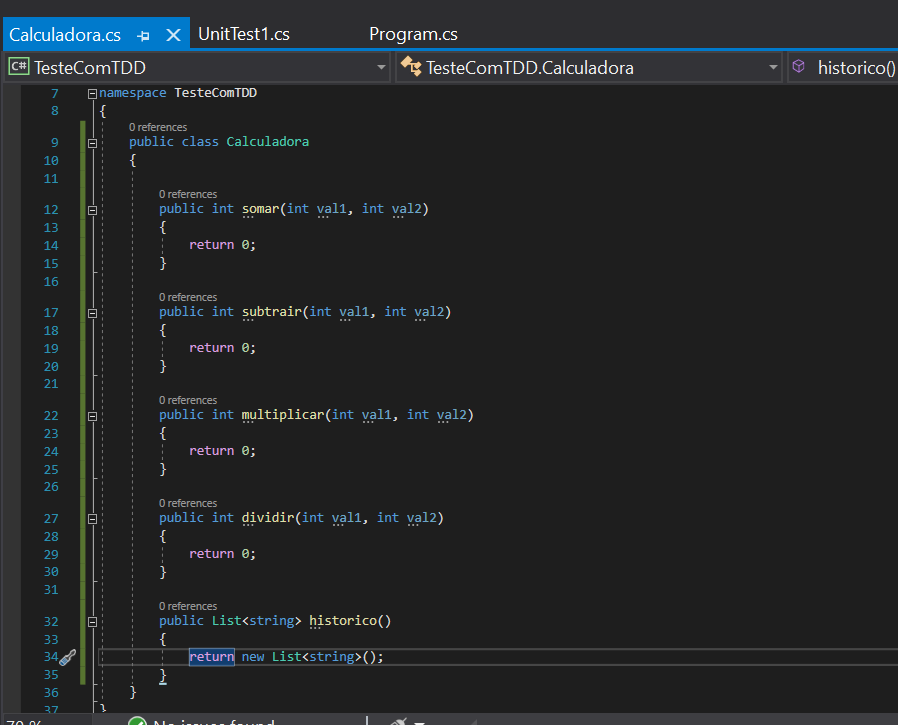 Calculadora.cs UnitTest1.cs Program.cs
C# TesteComTDD TesteComTDD.Calculadora historico()
7 namespace TesteComTDD
8 {
0 references
9 public class Calculadora
10 {
11
0 references
12 public int somar(int val1, int val2)
13 {
14 return 0;
15 }
16
0 references
17 public int subtrair(int val1, int val2)
18 {
19 return 0;
20 }
21
0 references
22 public int multiplicar(int val1, int val2)
23 {
24 return 0;
25 }
26
0 references
27 public int dividir(int val1, int val2)
28 {
29 return 0;
30 }
31
0 references
32 public List<string> historico()
33 {
34 return new List<string>();
35 }
36 }
37 }
70 % No issues found